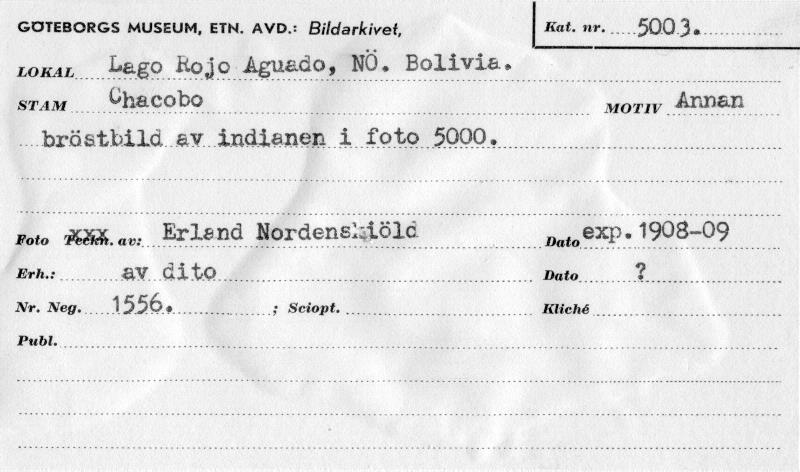 GÖTEBORGS MUSEUM, ETN. AVD.: Bildarkivet,
Kat. nr. 5003.
LOKAL Lago Rojo Aguado, NÖ. Bolivia.
STAM Chacobo MOTIV Annan
bröstbild av indianen i foto 5000.
Foto Teckn. av: Erland Nordenskiöld Dato exp. 1908-09
Erh.: av dito Dato ?
Nr. Neg. 1556. ; Sciopt. Kliché
Publ.